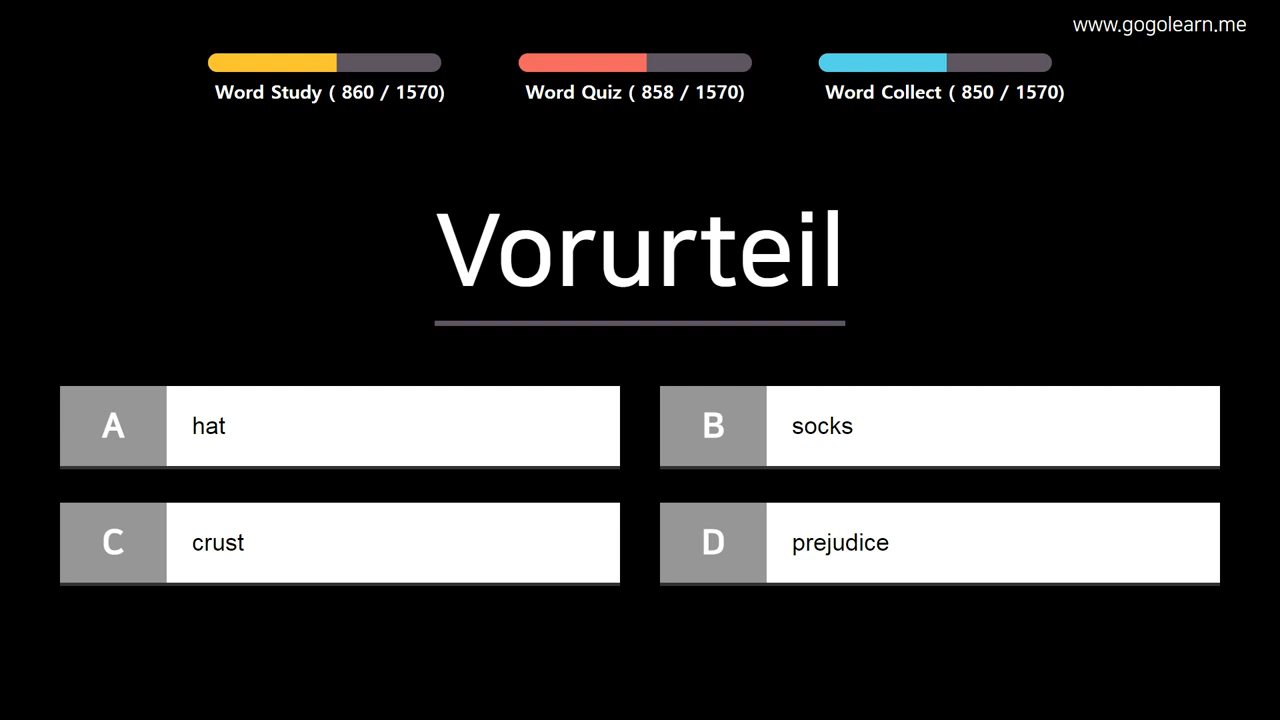 www.gogolearn.me
Word Study ( 860 / 1570)
Word Quiz ( 858 / 1570)
Word Collect ( 850 / 1570)
Vorurteil
A hat
B socks
C crust
D prejudice